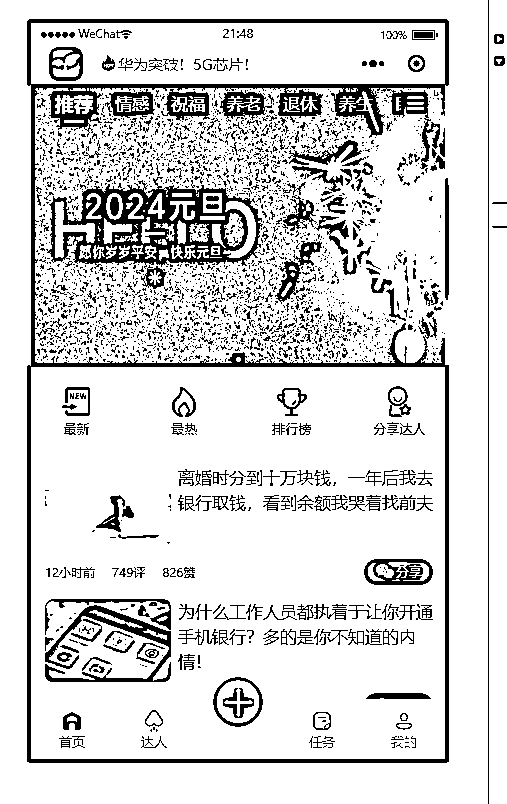 WeChat 21:48 100%
华为突破！5G芯片！
推荐 情感 祝福 养老 退休 养生
2024元旦
HELLO
愿你岁岁平安 快乐元旦
NEW
最新 最热 排行榜 分享达人
离婚时分到十万块钱，一年后我去
银行取钱，看到余额我哭着找前夫
12小时前 749评 826赞 分享
为什么工作人员都执着于让你开通
手机银行？多的是你不知道的内
情！
首页 达人 任务 我的